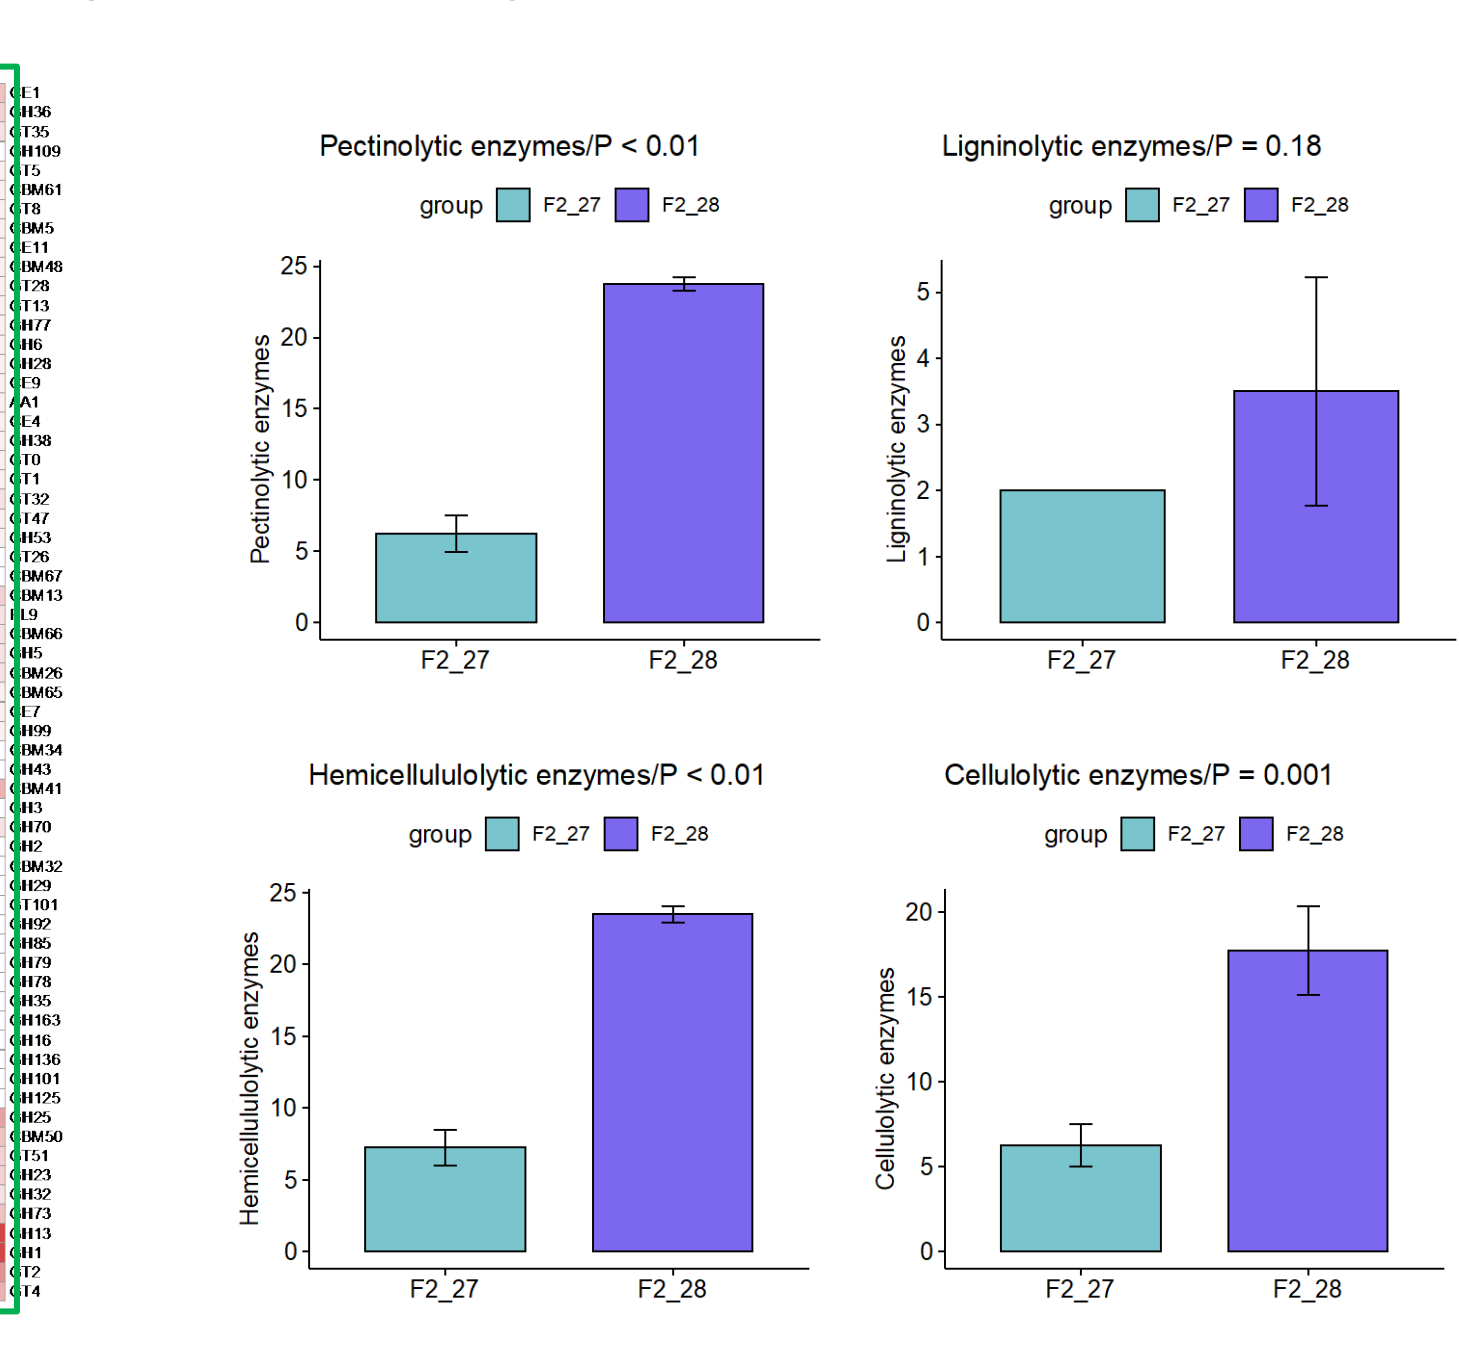 CE1
GH36
GT35
GH109
GT5
CBM61
GT8
CBM5
CE11
CBM48
GT28
GT13
GH77
GH6
GH28
CE9
AA1
CE4
GH38
GT0
GT1
GT32
GT47
GH53
GT26
CBM67
CBM13
PL9
CBM66
GH5
CBM26
CBM65
CE7
GH99
CBM34
GH43
CBM41
GH3
GH70
GH2
CBM32
GH29
GT101
GH92
GH85
GH79
GH78
GH35
GH163
GH16
GH136
GH101
GH125
GH25
CBM50
GT51
GH23
GH32
GH73
GH13
GH1
GT2
GT4
Pectinolytic enzymes/P < 0.01
group F2_27 F2_28
Pectinolytic enzymes
25
20
15
10
5
0
F2_27 F2_28
Ligninolytic enzymes/P = 0.18
group F2_27 F2_28
Ligninolytic enzymes
5
4
3
2
1
0
F2_27 F2_28
Hemicellululolytic enzymes/P < 0.01
group F2_27 F2_28
Hemicellululolytic enzymes
25
20
15
10
5
0
F2_27 F2_28
Cellulolytic enzymes/P = 0.001
group F2_27 F2_28
Cellulolytic enzymes
20
15
10
5
0
F2_27 F2_28